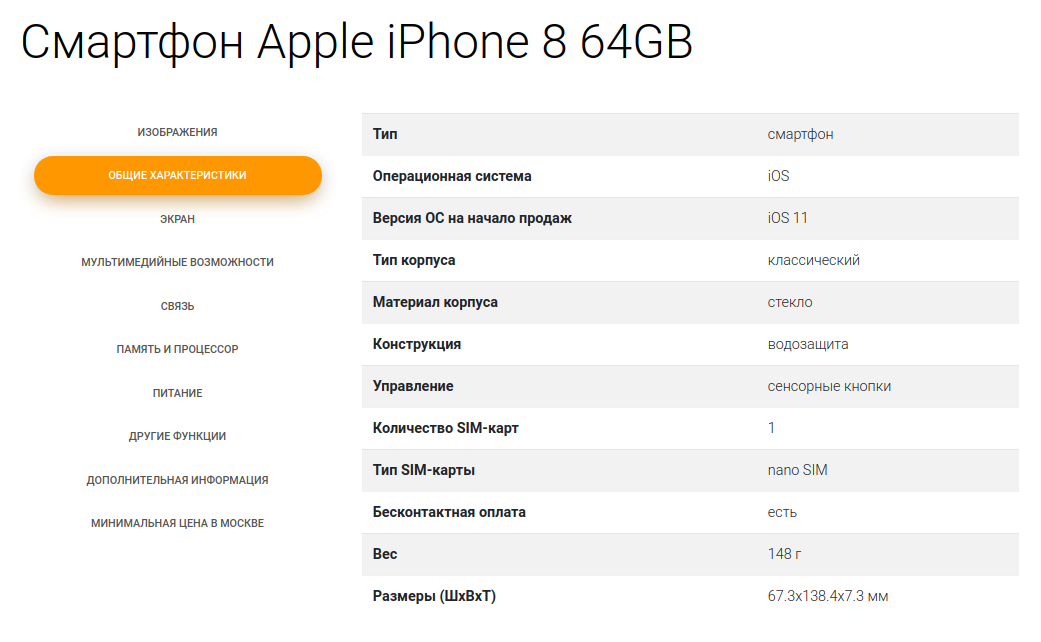 Смартфон Apple iPhone 8 64GB
ИЗОБРАЖЕНИЯ
ОБЩИЕ ХАРАКТЕРИСТИКИ
ЭКРАН
МУЛЬТИМЕДИЙНЫЕ ВОЗМОЖНОСТИ
СВЯЗЬ
ПАМЯТЬ И ПРОЦЕССОР
ПИТАНИЕ
ДРУГИЕ ФУНКЦИИ
ДОПОЛНИТЕЛЬНАЯ ИНФОРМАЦИЯ
МИНИМАЛЬНАЯ ЦЕНА В МОСКВЕ
Тип смартфон
Операционная система iOS
Версия ОС на начало продаж iOS 11
Тип корпуса классический
Материал корпуса стекло
Конструкция водозащита
Управление сенсорные кнопки
Количество SIM-карт 1
Тип SIM-карты nano SIM
Бесконтактная оплата есть
Вес 148 г
Размеры (ШxВxТ) 67.3x138.4x7.3 мм